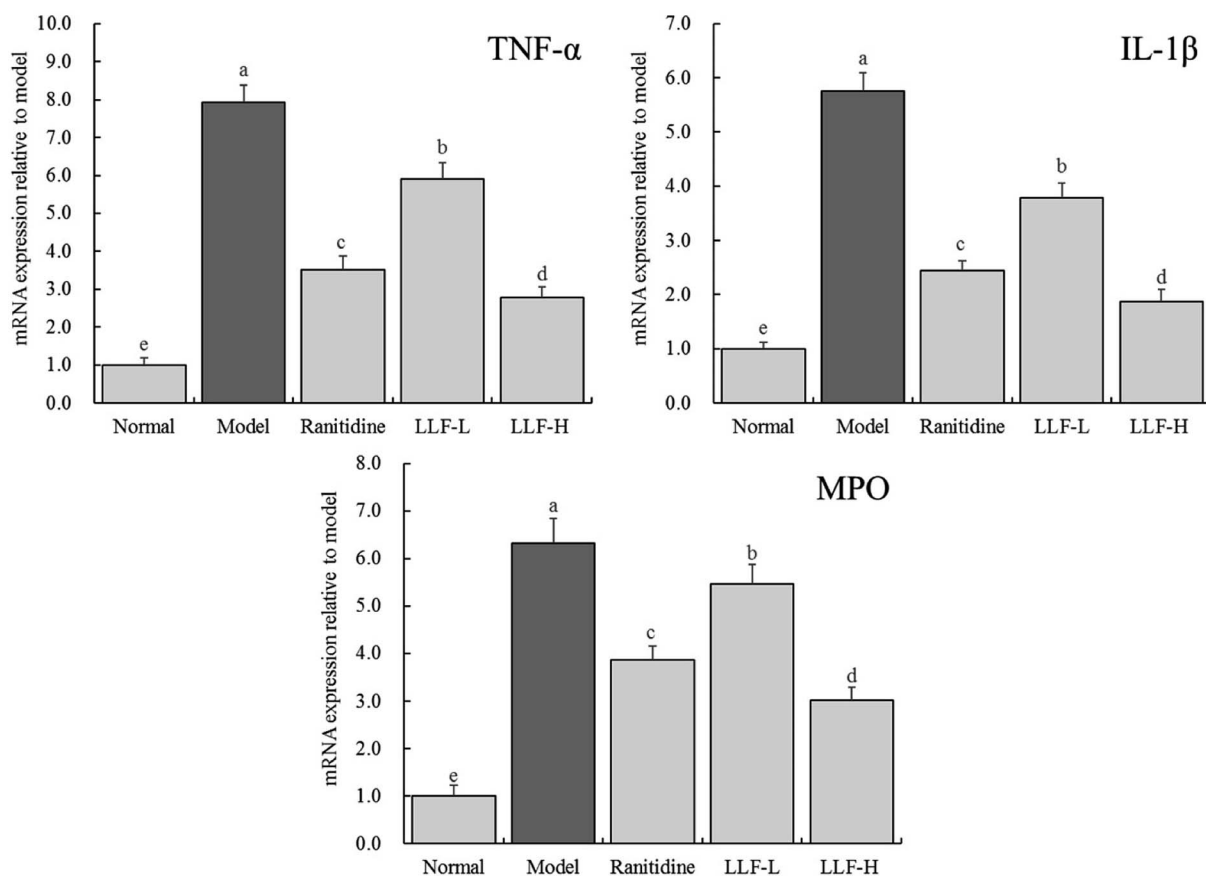 TNF-α
mRNA expression relative to model
10.0
9.0
8.0
7.0
6.0
5.0
4.0
3.0
2.0
1.0
0.0
e
a
c
b
d
Normal Model Ranitidine LLF-L LLF-H
IL-1β
mRNA expression relative to model
7.0
6.0
5.0
4.0
3.0
2.0
1.0
0.0
e
a
c
b
d
Normal Model Ranitidine LLF-L LLF-H
MPO
mRNA expression relative to model
8.0
7.0
6.0
5.0
4.0
3.0
2.0
1.0
0.0
e
a
c
b
d
Normal Model Ranitidine LLF-L LLF-H